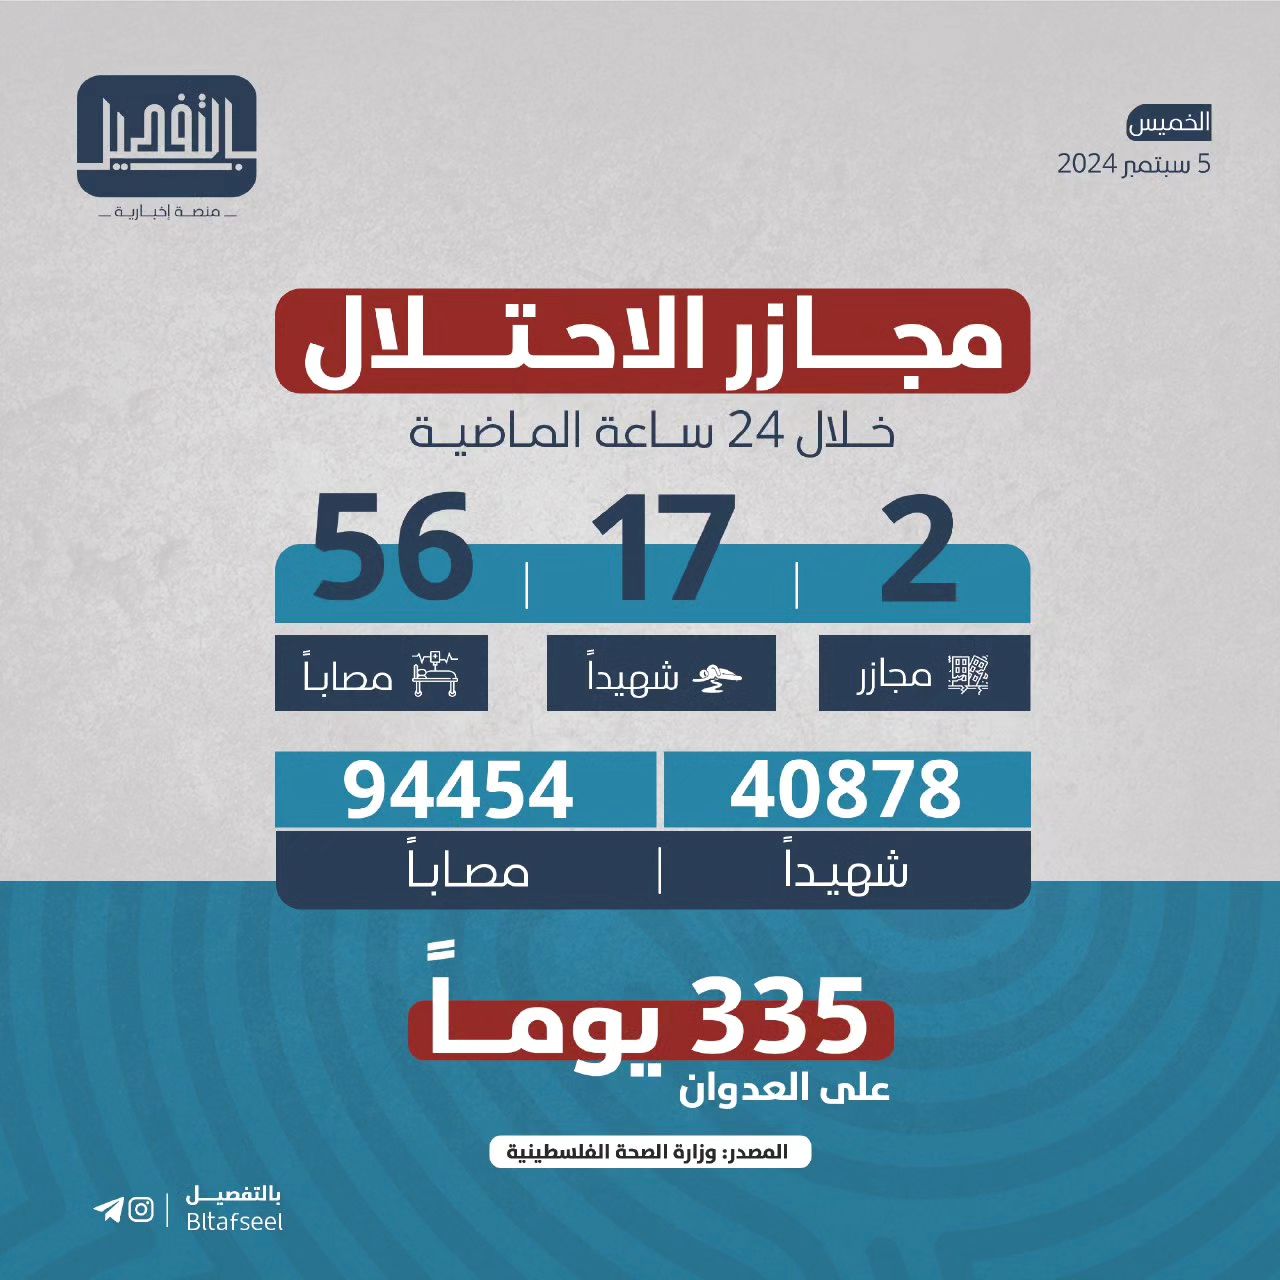 الخميس
5 سبتمبر 2024
بالتفصيل
منصة إخبارية
مجازر الاحتلال
خلال 24 ساعة الماضية
2 17 56
مجازر شهيداً مصاباً
40878 94454
شهيداً مصاباً
335 يوماً
على العدوان
المصدر: وزارة الصحة الفلسطينية
بالتفصيل
Bltafseel